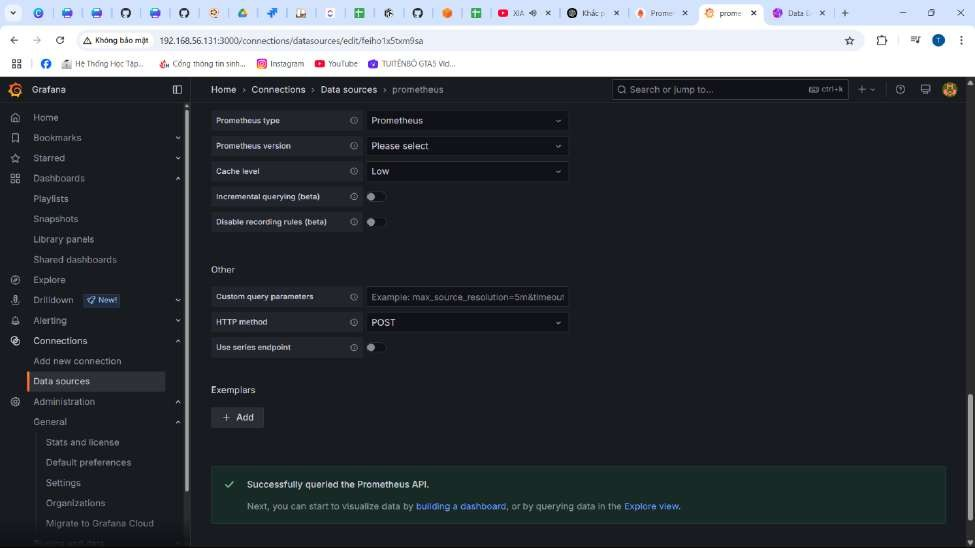 XIA
Khác p
Prome
prome
Data E
Không bảo mật
192.168.56.131:3000/connections/datasources/edit/feiho1x5txm9sa
T
Hệ Thống Học Tập...
Cổng thông tin sinh...
Instagram
YouTube
TUITÊNBÔ GTA5 Vid...
Grafana
Home › Connections › Data sources › prometheus
Search or jump to...
ctrl+k
Home
Bookmarks
Starred
Dashboards
Playlists
Snapshots
Library panels
Shared dashboards
Explore
Drilldown New!
Alerting
Connections
Add new connection
Data sources
Administration
General
Stats and license
Default preferences
Settings
Organizations
Migrate to Grafana Cloud
Prometheus type Prometheus
Prometheus version Please select
Cache level Low
Incremental querying (beta)
Disable recording rules (beta)
Other
Custom query parameters Example: max_source_resolution=5m&timeout
HTTP method POST
Use series endpoint
Exemplars
+ Add
Successfully queried the Prometheus API.
Next, you can start to visualize data by building a dashboard, or by querying data in the Explore view.